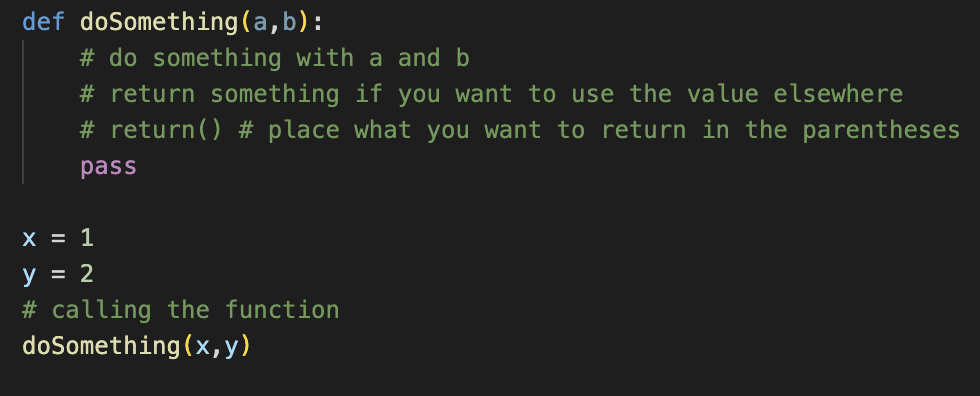 def doSomething(a,b):
    # do something with a and b
    # return something if you want to use the value elsewhere
    # return() # place what you want to return in the parentheses
    pass

x = 1
y = 2
# calling the function
doSomething(x,y)